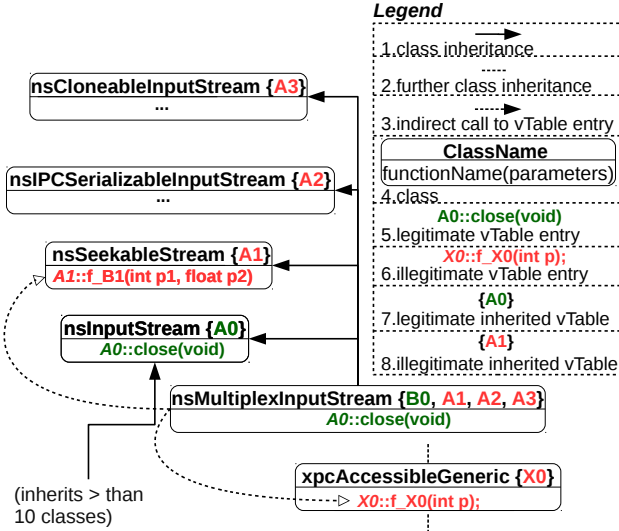 Legend
1.class inheritance
2.further class inheritance
3.indirect call to vTable entry
ClassName
functionName(parameters)
4.class
A0::close(void)
5.legitimate vTable entry
X0::f_X0(int p);
6.illegitimate vTable entry
{A0}
7.legitimate inherited vTable
{A1}
8.illegitimate inherited vTable
nsCloneableInputStream {A3}
...
nsIPCSerializableInputStream {A2}
...
nsSeekableStream {A1}
A1::f_B1(int p1, float p2)
nsInputStream {A0}
A0::close(void)
nsMultiplexInputStream {B0, A1, A2, A3}
A0::close(void)
xpcAccessibleGeneric {X0}
X0::f_X0(int p);
(inherits > than
10 classes)